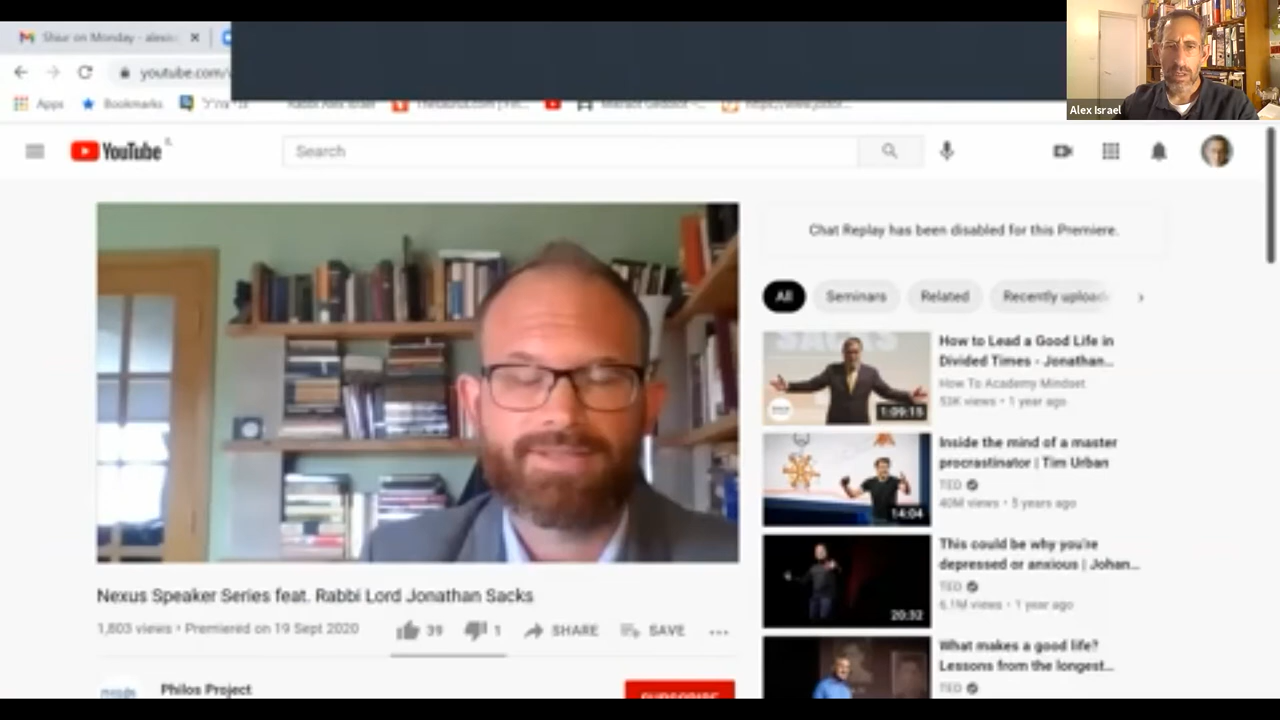 Shiur on Monday - alexis
Alex Israel
youtube.com/
Apps
Bookmarks
Rabbi Alex Israel
YouTube
IL
Search
Chat Replay has been disabled for this Premiere.
All
Seminars
Related
Recently upload
How to Lead a Good Life in
Divided Times - Jonathan...
How To Academy Mindset
53K views • 1 year ago
1:09:15
Inside the mind of a master
procrastinator | Tim Urban
TED
40M views • 5 years ago
14:04
This could be why you're
depressed or anxious | Johan...
TED
6.1M views • 1 year ago
20:32
What makes a good life?
Lessons from the longest...
TED
Nexus Speaker Series feat. Rabbi Lord Jonathan Sacks
1,803 views • Premiered on 19 Sept 2020
39
1
SHARE
SAVE
Philos Project
SUBSCRIBE